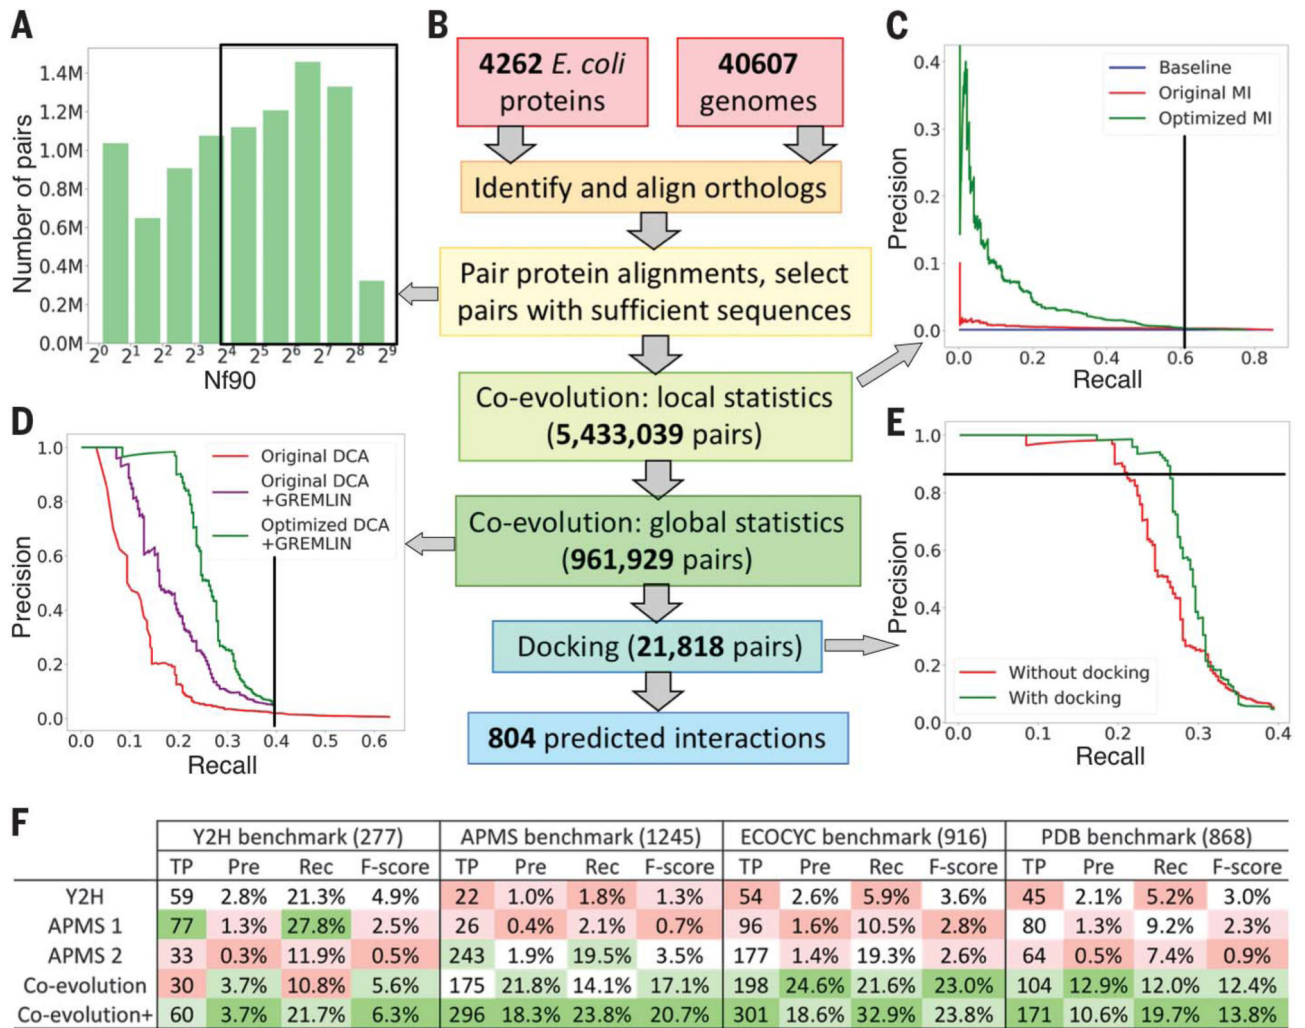 A
Number of pairs
1.4M
1.2M
1.0M
0.8M
0.6M
0.4M
0.2M
0.0M
2⁰ 2¹ 2² 2³ 2⁴ 2⁵ 2⁶ 2⁷ 2⁸ 2⁹
Nf90
B
4262 E. coli
proteins
40607
genomes
Identify and align orthologs
Pair protein alignments, select
pairs with sufficient sequences
Co-evolution: local statistics
(5,433,039 pairs)
Co-evolution: global statistics
(961,929 pairs)
Docking (21,818 pairs)
804 predicted interactions
C
Precision
0.4
0.3
0.2
0.1
0.0
Baseline
Original MI
Optimized MI
0.0 0.2 0.4 0.6 0.8
Recall
D
Precision
1.0
0.8
0.6
0.4
0.2
0.0
Original DCA
Original DCA
+GREMLIN
Optimized DCA
+GREMLIN
0.0 0.1 0.2 0.3 0.4 0.5 0.6
Recall
E
Precision
1.0
0.8
0.6
0.4
0.2
0.0
Without docking
With docking
0.0 0.1 0.2 0.3 0.4
Recall
F
Y2H benchmark (277) APMS benchmark (1245) ECOCYC benchmark (916) PDB benchmark (868)
TP Pre Rec F-score TP Pre Rec F-score TP Pre Rec F-score TP Pre Rec F-score
Y2H 59 2.8% 21.3% 4.9% 22 1.0% 1.8% 1.3% 54 2.6% 5.9% 3.6% 45 2.1% 5.2% 3.0%
APMS 1 77 1.3% 27.8% 2.5% 26 0.4% 2.1% 0.7% 96 1.6% 10.5% 2.8% 80 1.3% 9.2% 2.3%
APMS 2 33 0.3% 11.9% 0.5% 243 1.9% 19.5% 3.5% 177 1.4% 19.3% 2.6% 64 0.5% 7.4% 0.9%
Co-evolution 30 3.7% 10.8% 5.6% 175 21.8% 14.1% 17.1% 198 24.6% 21.6% 23.0% 104 12.9% 12.0% 12.4%
Co-evolution+ 60 3.7% 21.7% 6.3% 296 18.3% 23.8% 20.7% 301 18.6% 32.9% 23.8% 171 10.6% 19.7% 13.8%